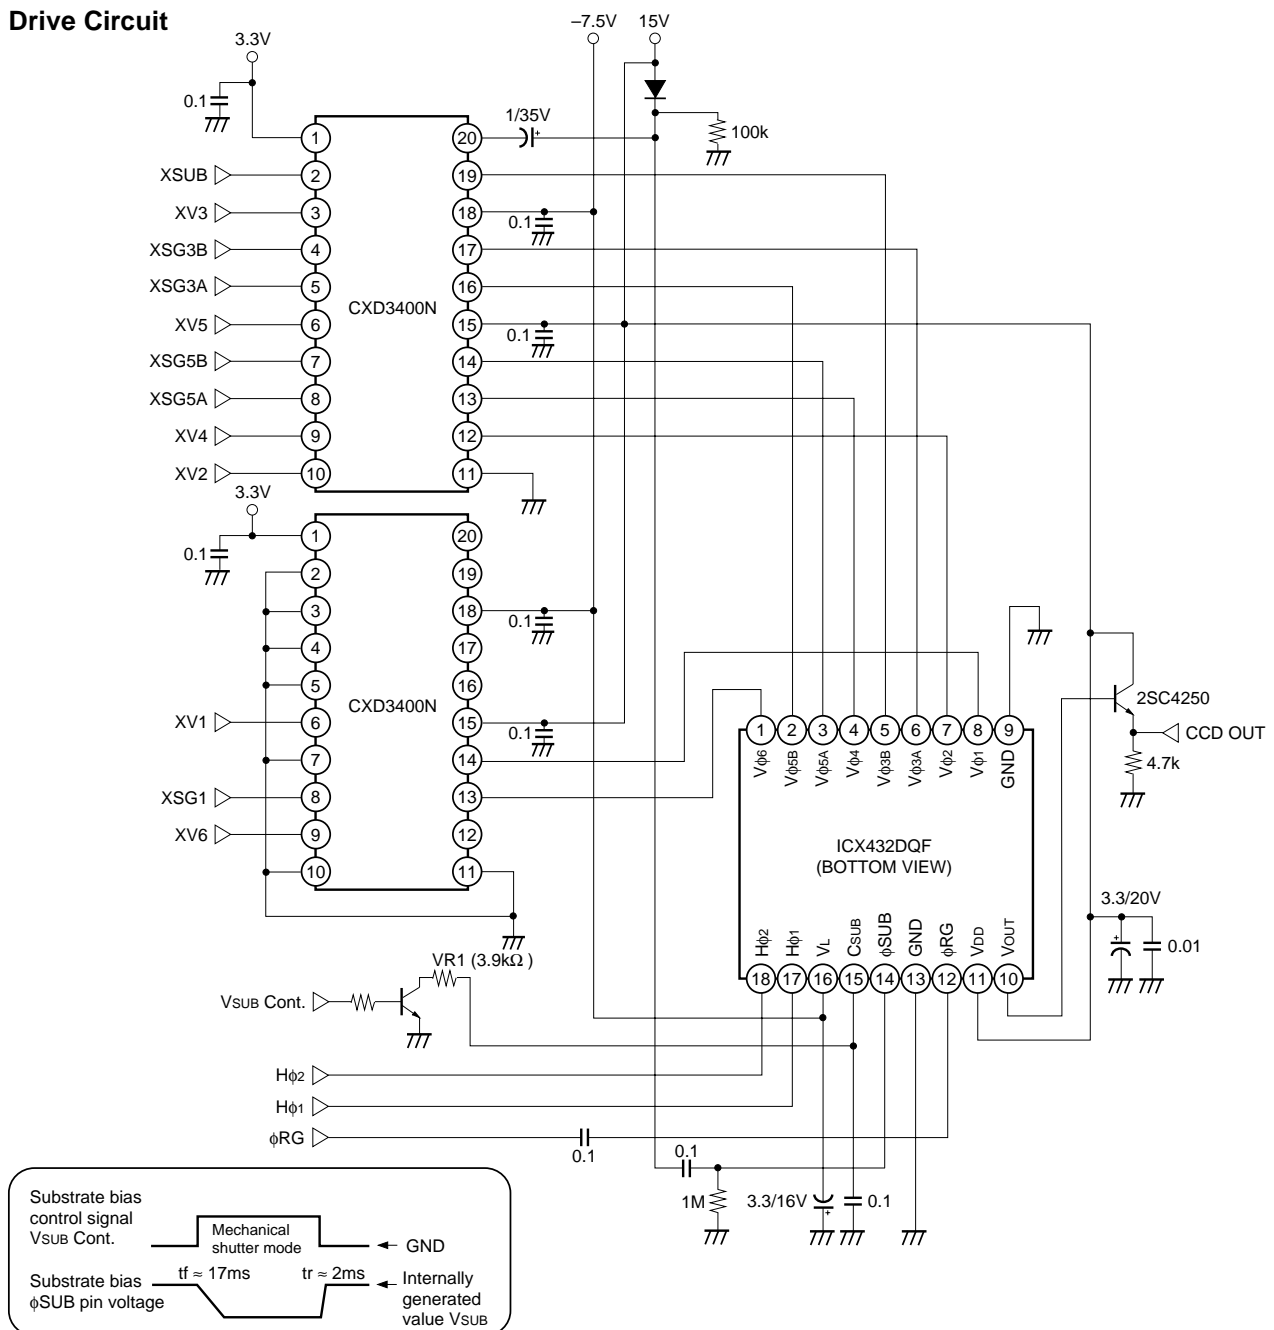 Drive Circuit
–7.5V
15V
3.3V
0.1
1/35V
+
100k
1
20
XSUB
2
19
XV3
3
18
0.1
XSG3B
4
17
XSG3A
5
16
CXD3400N
XV5
6
15
0.1
XSG5B
7
14
XSG5A
8
13
XV4
9
12
XV2
10
11
3.3V
0.1
1
20
2
19
3
18
0.1
4
17
5
16
CXD3400N
XV1
6
15
0.1
7
14
XSG1
8
13
XV6
9
12
10
11
2SC4250
CCD OUT
4.7k
1 2 3 4 5 6 7 8 9
Vφ6 Vφ5B Vφ5A Vφ4 Vφ3B Vφ3A Vφ2 Vφ1 GND
ICX432DQF
(BOTTOM VIEW)
Hφ2 Hφ1 VL CSUB φSUB GND φRG VDD VOUT
18 17 16 15 14 13 12 11 10
3.3/20V
+
0.01
VR1 (3.9kΩ )
VSUB Cont.
Hφ2
Hφ1
φRG
0.1
0.1
1M
3.3/16V
+
0.1
Substrate bias
control signal
VSUB Cont.
Mechanical
shutter mode
GND
tf ≈ 17ms
tr ≈ 2ms
Substrate bias
φSUB pin voltage
Internally
generated
value VSUB